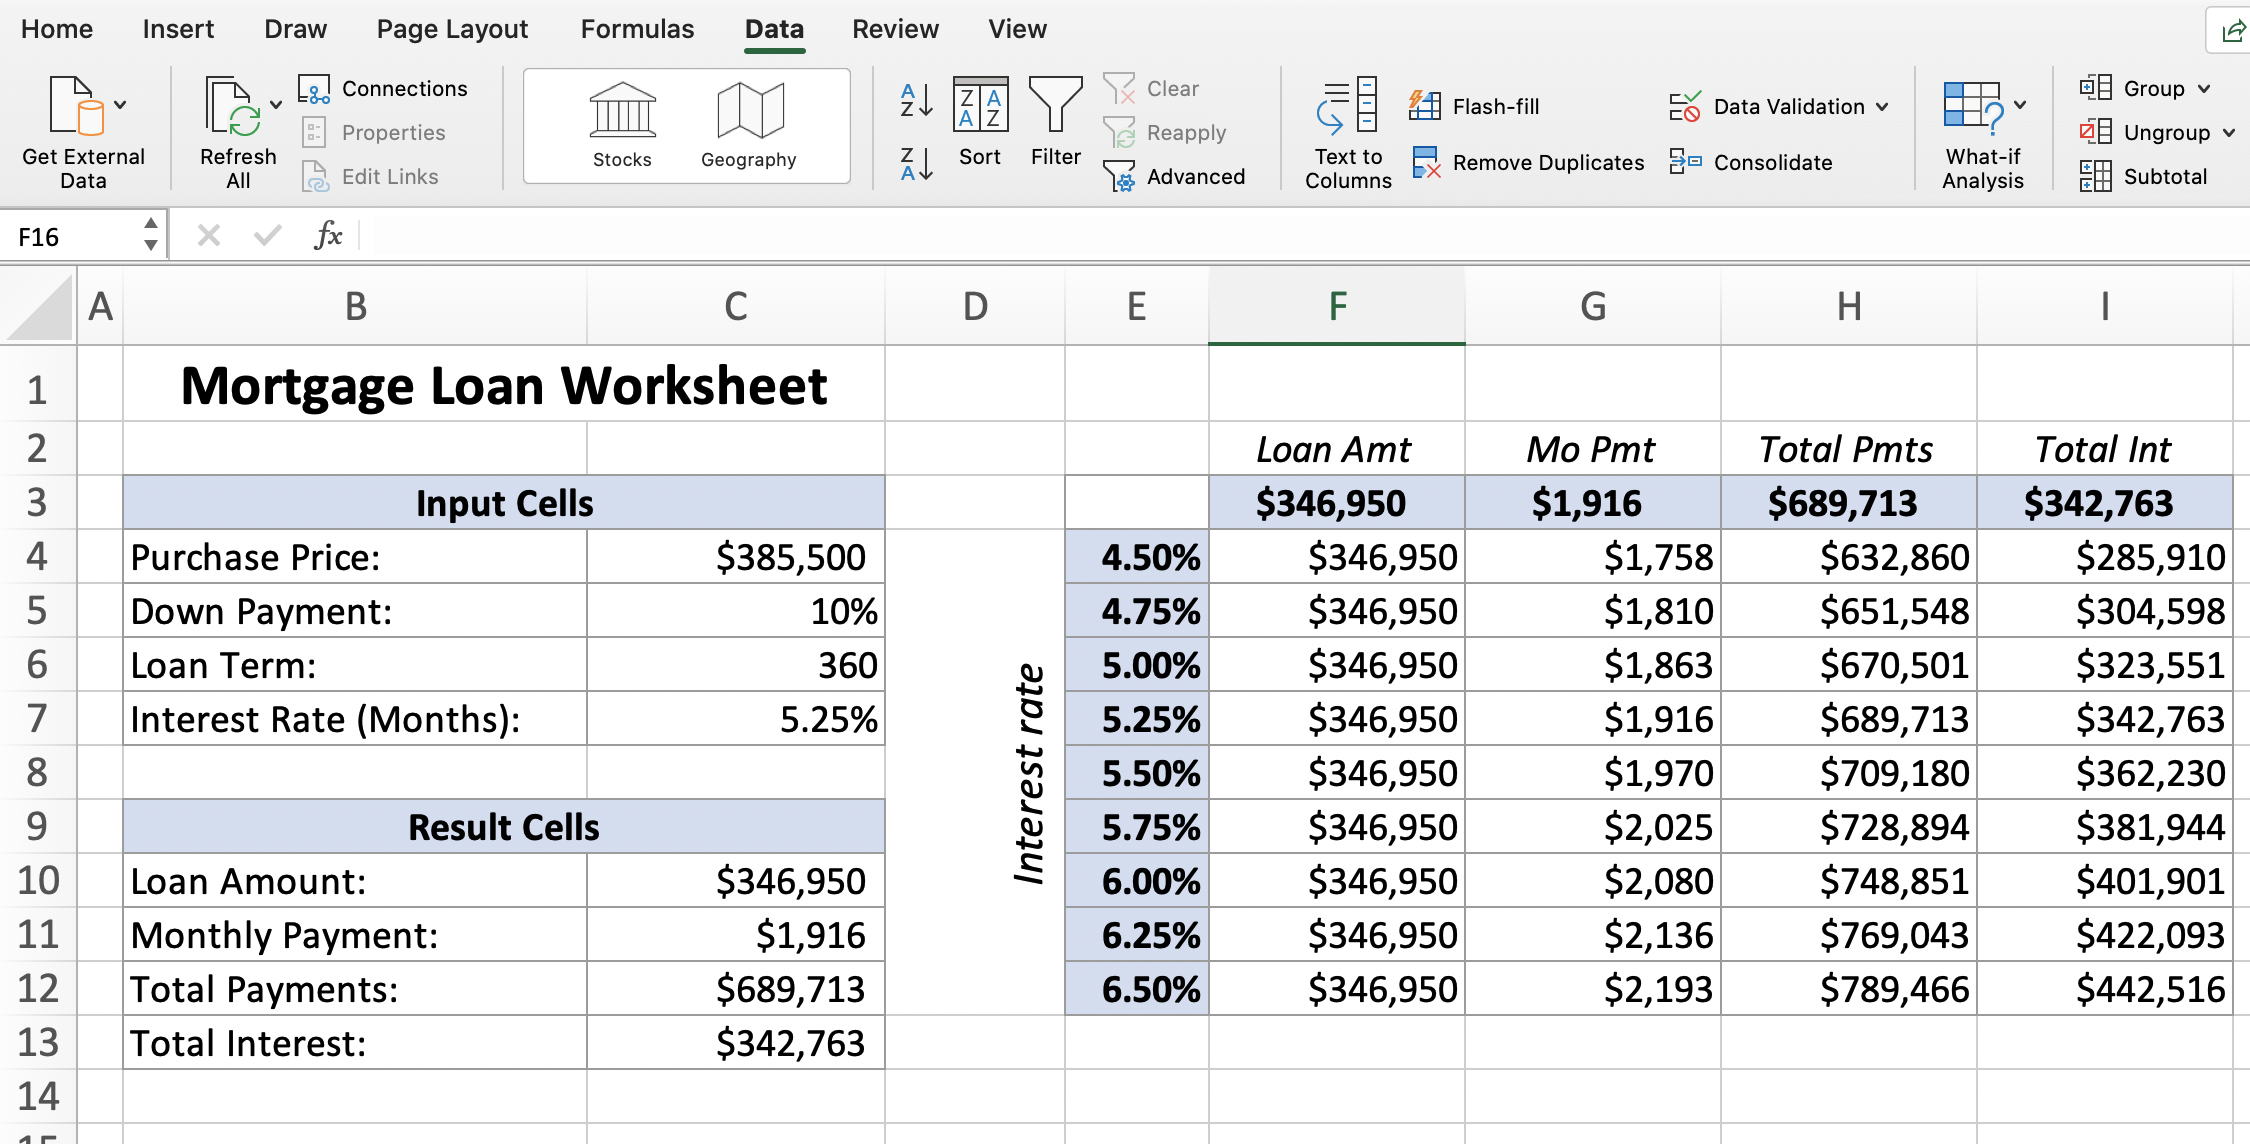 Home Insert Draw Page Layout Formulas Data Review View
Get External Data
Refresh All
Connections
Properties
Edit Links
Stocks
Geography
Sort
Filter
Clear
Reapply
Advanced
Text to Columns
Flash-fill
Remove Duplicates
Data Validation
Consolidate
What-if Analysis
Group
Ungroup
Subtotal
F16 fx
A B C D E F G H I
1 Mortgage Loan Worksheet
2 Loan Amt Mo Pmt Total Pmts Total Int
3 Input Cells $346,950 $1,916 $689,713 $342,763
4 Purchase Price: $385,500 4.50% $346,950 $1,758 $632,860 $285,910
5 Down Payment: 10% 4.75% $346,950 $1,810 $651,548 $304,598
6 Loan Term: 360 5.00% $346,950 $1,863 $670,501 $323,551
7 Interest Rate (Months): 5.25% 5.25% $346,950 $1,916 $689,713 $342,763
Interest rate
8 5.50% $346,950 $1,970 $709,180 $362,230
9 Result Cells 5.75% $346,950 $2,025 $728,894 $381,944
10 Loan Amount: $346,950 6.00% $346,950 $2,080 $748,851 $401,901
11 Monthly Payment: $1,916 6.25% $346,950 $2,136 $769,043 $422,093
12 Total Payments: $689,713 6.50% $346,950 $2,193 $789,466 $442,516
13 Total Interest: $342,763
14
15